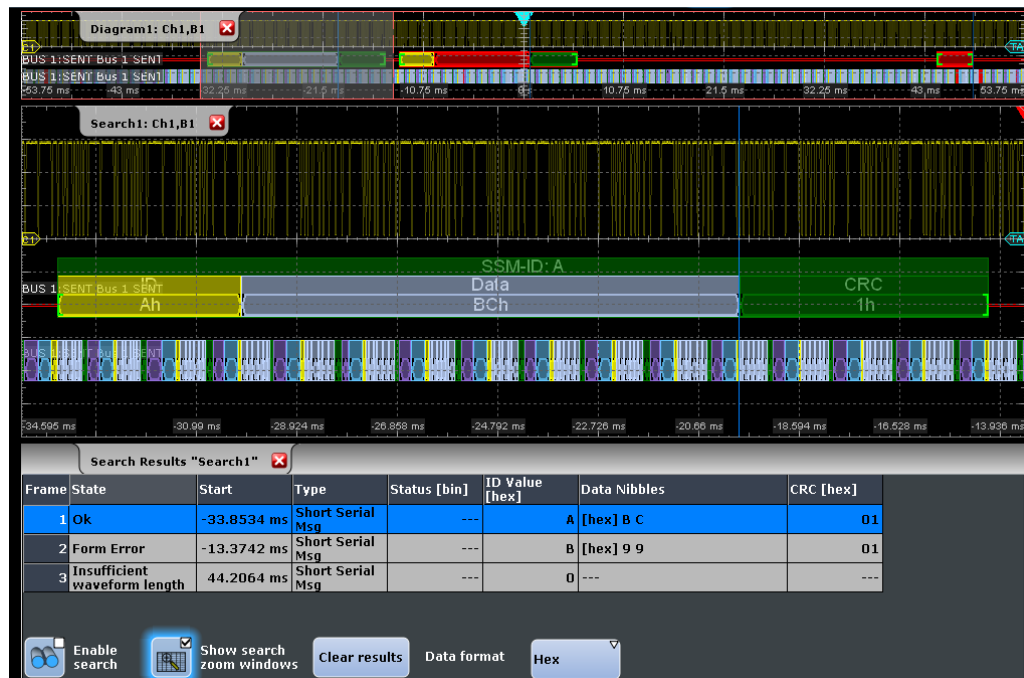 Diagram1: Ch1,B1
C1
TA
BUS 1:SENT Bus 1 SENT
BUS 1:SENT Bus 1 SENT
-53.75 ms -43 ms -32.25 ms -21.5 ms -10.75 ms 0 s 10.75 ms 21.5 ms 32.25 ms 43 ms 53.75 ms
Search1: Ch1,B1
C1
TA
SSM-ID: A
BUS 1:SENT Bus 1 SENT
ID Data CRC
Ah BCh 1h
BUS 1:SENT Bus 1 SENT
-34.595 ms -30.99 ms -28.924 ms -26.858 ms -24.792 ms -22.726 ms -20.66 ms -18.594 ms -16.528 ms -13.936 ms
Search Results "Search1"
Frame State Start Type Status [bin] ID Value [hex] Data Nibbles CRC [hex]
1 Ok -33.8534 ms Short Serial Msg --- A [hex] B C 01
2 Form Error -13.3742 ms Short Serial Msg --- B [hex] 9 9 01
3 Insufficient waveform length 44.2064 ms Short Serial Msg --- 0 --- ---
Enable search
Show search zoom windows
Clear results
Data format
Hex